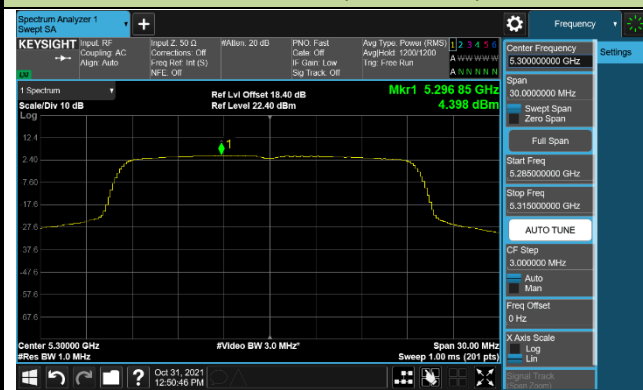 Spectrum Analyzer 1
Swept SA
Frequency
KEYSIGHT
Input: RF
Coupling: AC
Align: Auto
Input Z: 50 Ω
Corrections: Off
Freq Ref: Int (S)
NFE: Off
#Atten: 20 dB
PNO: Fast
Gate: Off
IF Gain: Low
Sig Track: Off
Avg Type: Power (RMS)
Avg|Hold: 1200/1200
Trig: Free Run
1 2 3 4 5 6
A W W W W W
A N N N N N
1 Spectrum
Scale/Div 10 dB
Log
Ref Lvl Offset 18.40 dB
Ref Level 22.40 dBm
Mkr1 5.296 85 GHz
4.398 dBm
1
12.4
2.40
-7.60
-17.6
-27.6
-37.6
-47.6
-57.6
-67.6
Center 5.30000 GHz
#Res BW 1.0 MHz
#Video BW 3.0 MHz*
Span 30.00 MHz
Sweep 1.00 ms (201 pts)
Oct 31, 2021
12:50:46 PM
Center Frequency
5.300000000 GHz
Settings
Span
30.0000000 MHz
Swept Span
Zero Span
Full Span
Start Freq
5.285000000 GHz
Stop Freq
5.315000000 GHz
AUTO TUNE
CF Step
3.000000 MHz
Auto
Man
Freq Offset
0 Hz
X Axis Scale
Log
Lin
Signal Track
(Span Zoom)